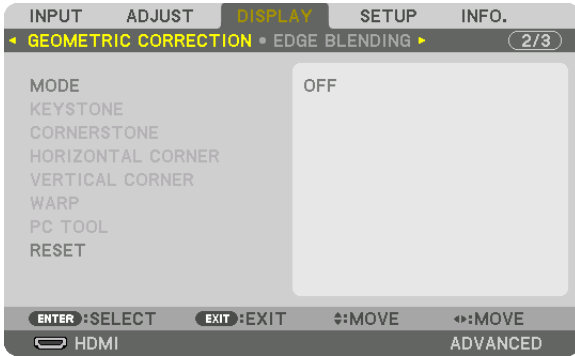 INPUT ADJUST DISPLAY SETUP INFO.
GEOMETRIC CORRECTION • EDGE BLENDING 2/3
MODE OFF
KEYSTONE
CORNERSTONE
HORIZONTAL CORNER
VERTICAL CORNER
WARP
PC TOOL
RESET
ENTER :SELECT EXIT :EXIT :MOVE :MOVE
HDMI ADVANCED